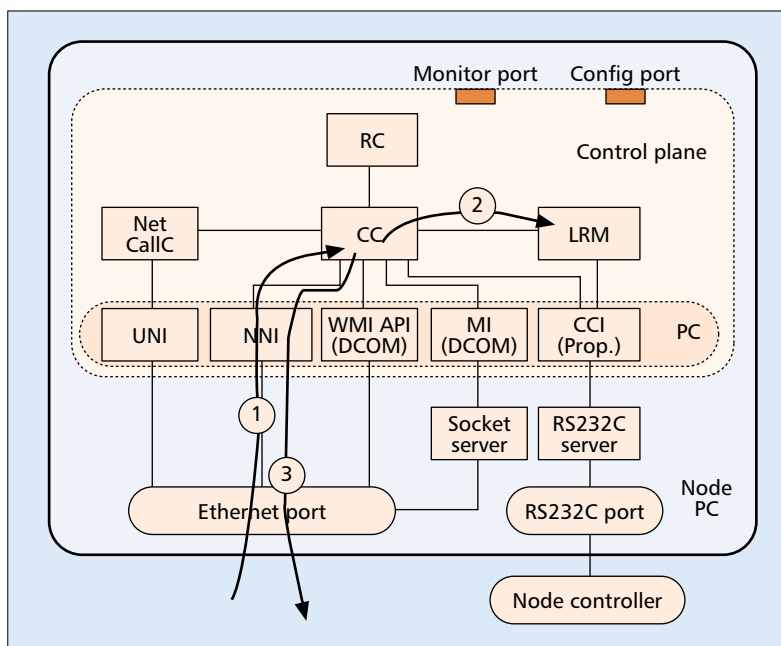 Monitor port
Config port
RC
Control plane
2
Net
CallC
CC
LRM
UNI
NNI
WMI API
(DCOM)
MI
(DCOM)
CCI
(Prop.)
PC
1
Socket
server
RS232C
server
3
Ethernet port
RS232C port
Node
PC
Node controller